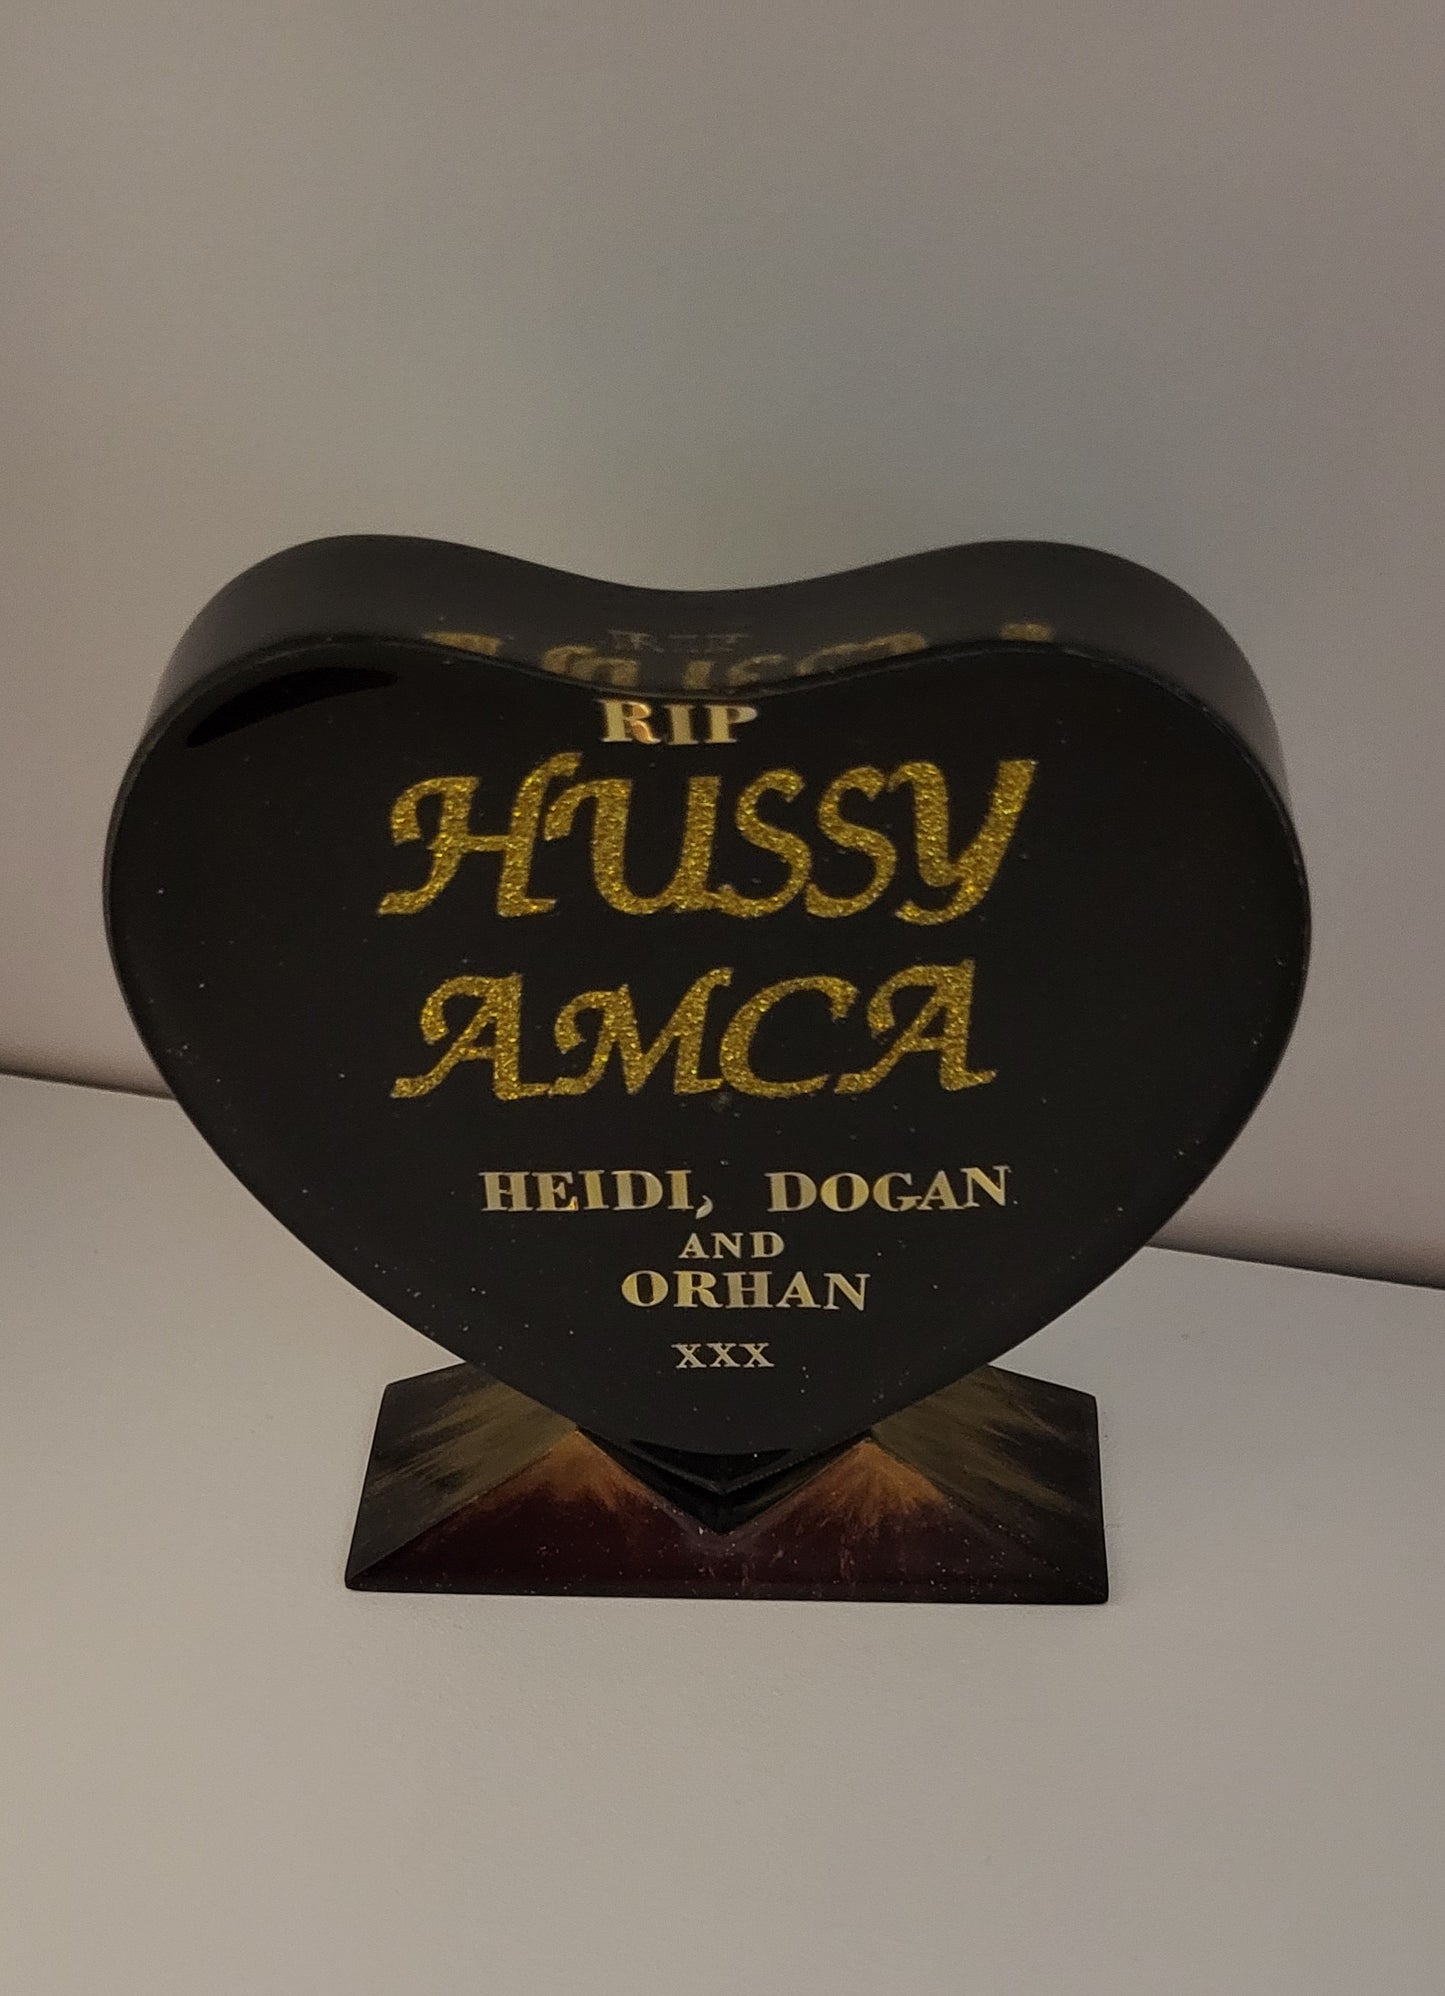 RIP
HUSSY
AMCA
HEIDI, DOGAN
AND
ORHAN
XXX